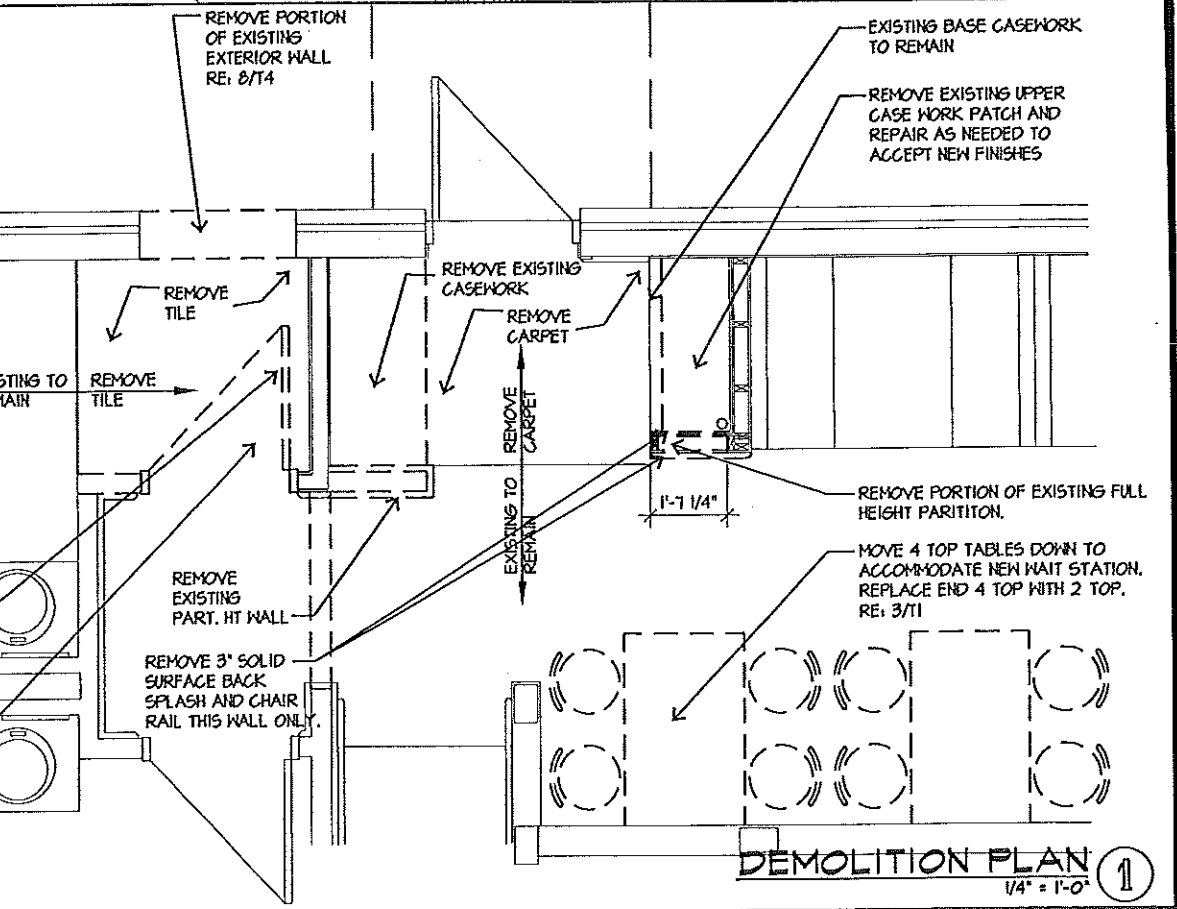 REMOVE PORTION
OF EXISTING
EXTERIOR WALL
RE: 8/T4
EXISTING BASE CASEWORK
TO REMAIN
REMOVE EXISTING UPPER
CASE WORK PATCH AND
REPAIR AS NEEDED TO
ACCEPT NEW FINISHES
REMOVE
TILE
REMOVE EXISTING
CASEWORK
REMOVE
CARPET
STING TO
MAIN
REMOVE
TILE
REMOVE
CARPET
EXISTING TO
REMAIN
1'-7 1/4"
REMOVE PORTION OF EXISTING FULL
HEIGHT PARITITON.
MOVE 4 TOP TABLES DOWN TO
ACCOMMODATE NEW WAIT STATION.
REPLACE END 4 TOP WITH 2 TOP.
RE: 3/T1
REMOVE
EXISTING
PART. HT WALL
REMOVE 3" SOLID
SURFACE BACK
SPLASH AND CHAIR
RAIL THIS WALL ONLY.
DEMOLITION PLAN
1/4" = 1'-0"
1